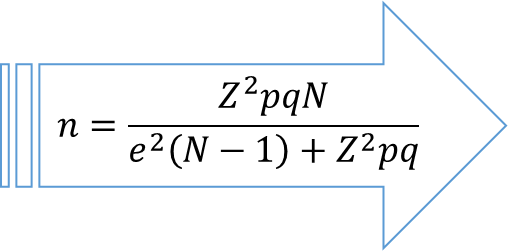 n = Z²pqN / e²(N − 1) + Z²pq